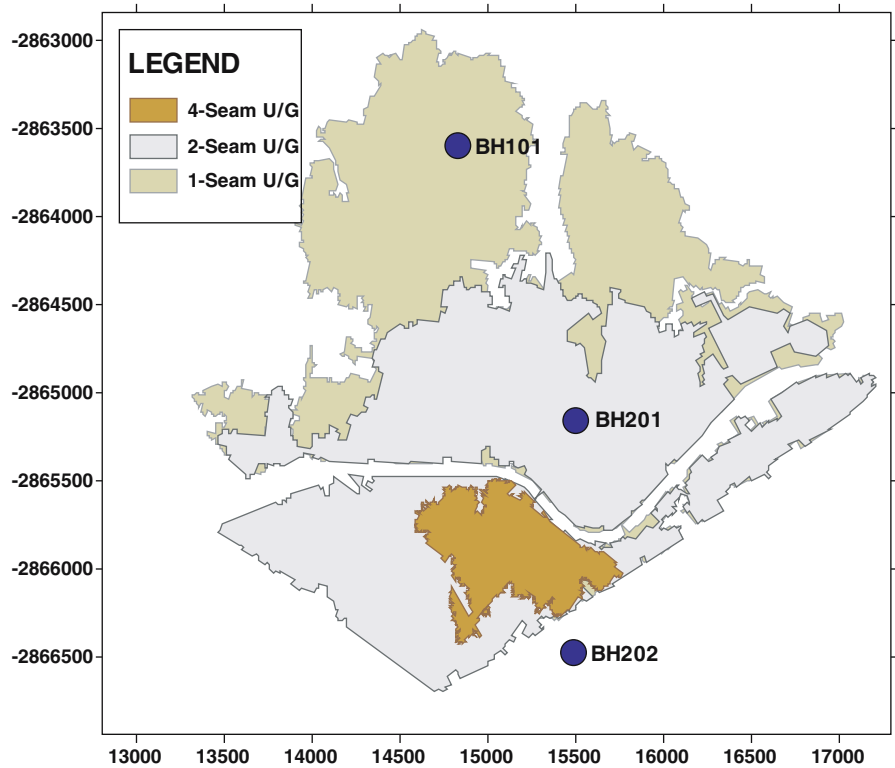 -2863000
LEGEND
4-Seam U/G
2-Seam U/G
1-Seam U/G
BH101
-2863500
-2864000
-2864500
-2865000
BH201
-2865500
-2866000
-2866500
BH202
13000 13500 14000 14500 15000 15500 16000 16500 17000